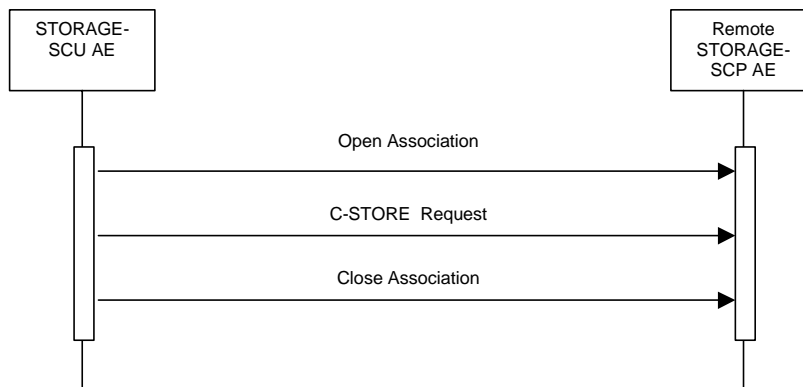 STORAGE-
SCU AE
Remote
STORAGE-
SCP AE
Open Association
C-STORE Request
Close Association